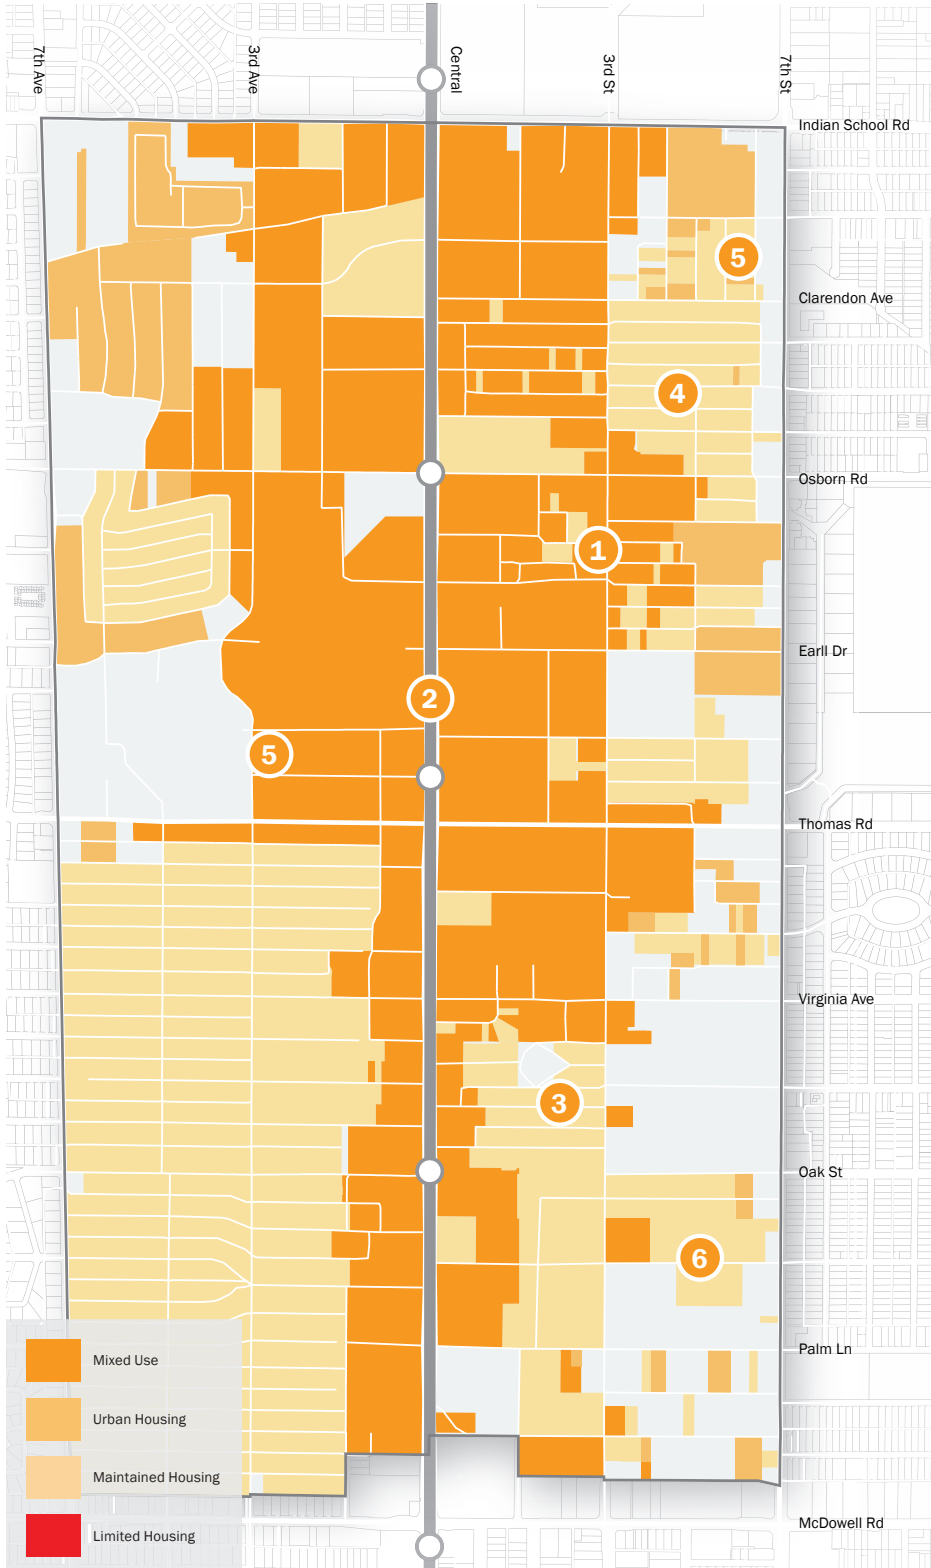 7th Ave
3rd Ave
Central
3rd St
7th St
Indian School Rd
5
Clarendon Ave
4
Osborn Rd
1
Earll Dr
2
5
Thomas Rd
Virginia Ave
3
Oak St
6
Palm Ln
Mixed Use
Urban Housing
Maintained Housing
McDowell Rd
Limited Housing